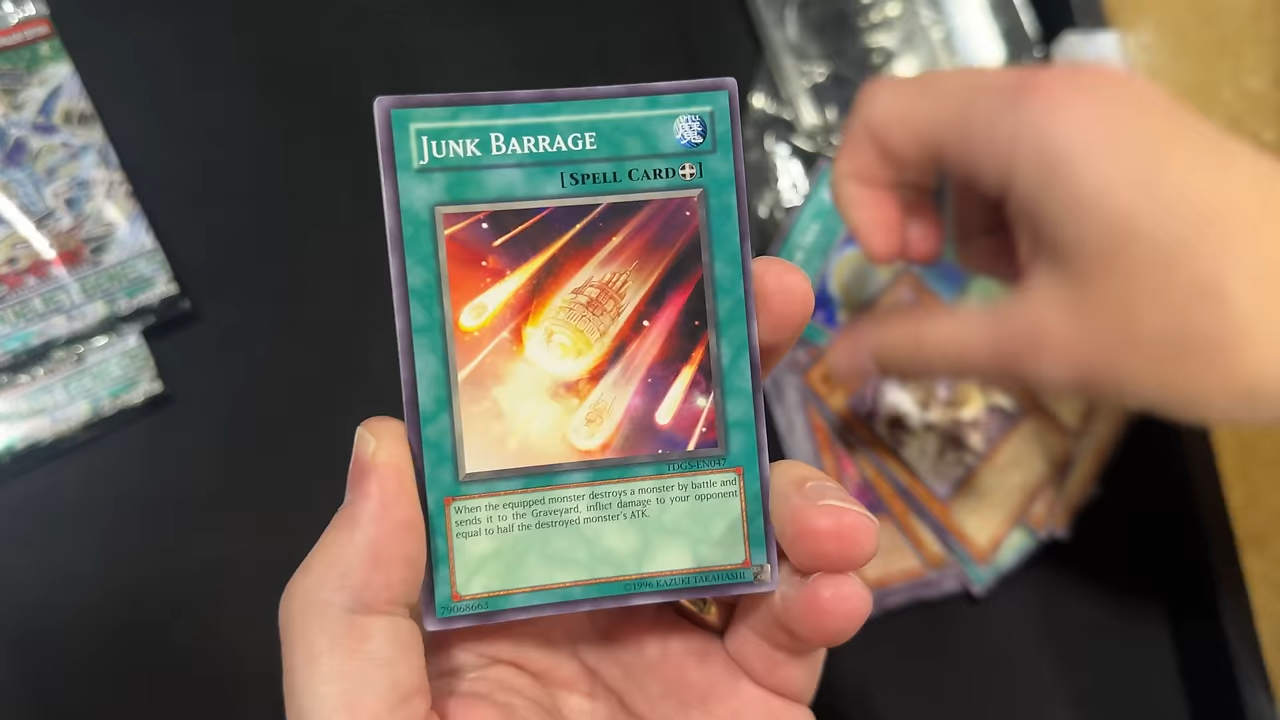 JUNK BARRAGE
[SPELL CARD]
TDGS-EN047
When the equipped monster destroys a monster by battle and
sends it to the Graveyard, inflict damage to your opponent
equal to half the destroyed monster's ATK.
79068663
©1996 KAZUKI TAKAHASHI